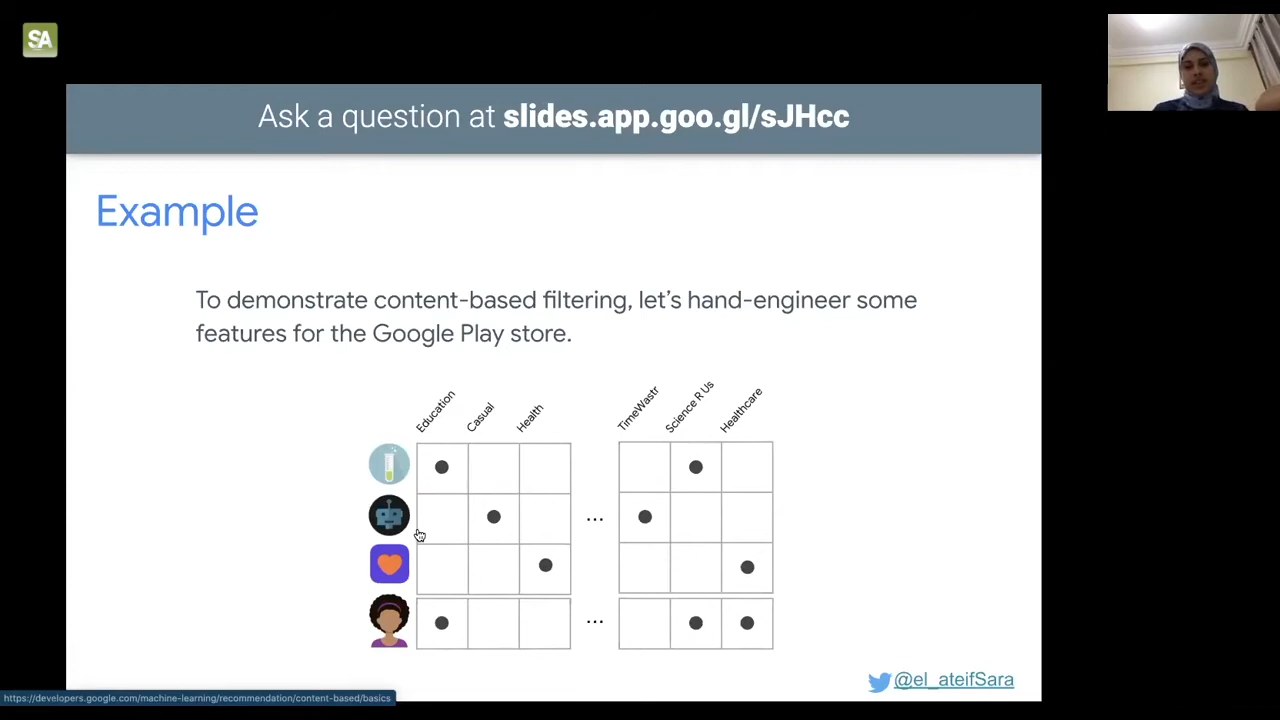 SA
Ask a question at slides.app.goo.gl/sJHcc
Example
To demonstrate content-based filtering, let's hand-engineer some
features for the Google Play store.
Education Casual Health TimeWastr Science R Us Healthcare
...
...
@el_ateifSara
https://developers.google.com/machine-learning/recommendation/content-based/basics